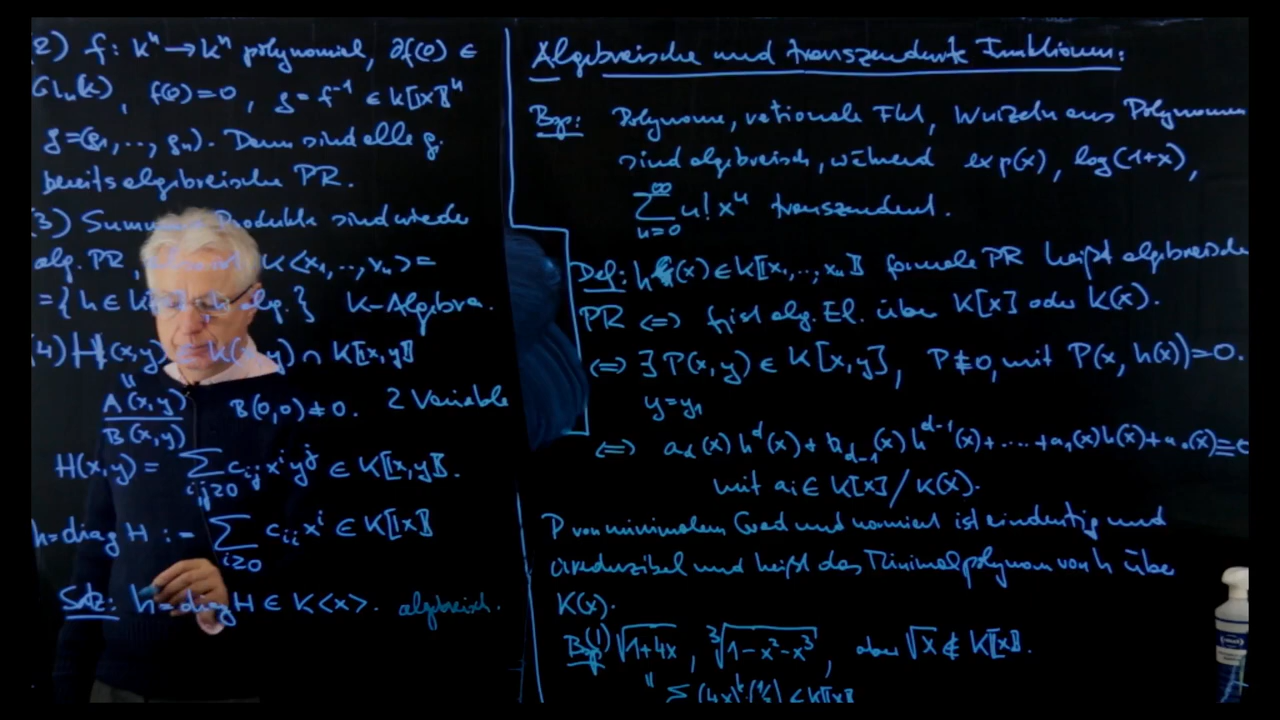 (2) f: Kⁿ → Kⁿ polynomial, ∂f(0) ∈
GLₙ(K), f(0)=0, g = f⁻¹ ∈ K[[x]]ⁿ
g=(g₁,..,gₙ). Dann sind alle gᵢ
bereits algebraische PR.
(3) Summen Produkte sind wieder
alg. PR, K<x₁,..,xₙ> =
= { h ∈ K alg. } K-Algebra.
(4) H(x,y) ∈ K(x,y) ∩ K[[x,y]]
= A(x,y)/B(x,y) B(0,0) ≠ 0. 2 Variable
H(x,y) = ∑_{i,j≥0} c_{ij} xⁱ yʲ ∈ K[[x,y]].
h=diag H := ∑_{i≥0} c_{ii} xⁱ ∈ K[[x]]
Satz: h = diag H ∈ K<x>. algebraisch.
Algebraische und transzendente Funktionen:
Bsp: Polynome, rationale Fkt, Wurzeln aus Polynomen
sind algebraisch, während exp(x), log(1+x),
∑_{n=0}^∞ n! xⁿ transzendent.
Def: h(x) ∈ K[[x₁,..,xₙ]] formale PR heißt algebraische
PR ⟺ f ist alg. El. über K[x] oder K(x).
⟺ ∃ P(x,y) ∈ K[x,y], P≢0, mit P(x, h(x))=0.
y=y₁
⟺ a_d(x) h^d(x) + a_{d-1}(x) h^{d-1}(x)+....+a₁(x)h(x)+a₀(x)≡0
mit aᵢ ∈ K[x] / K(x).
P von minimalem Grad und normiert ist eindeutig und
irreduzibel und heißt das Minimalpolynom von h über
K(x).
Bsp (1) √(1+4x), ∛(1-x²-x³), aber √x ∉ K[[x]].
= ∑ (4x)ᵏ ∈ K[[x]]